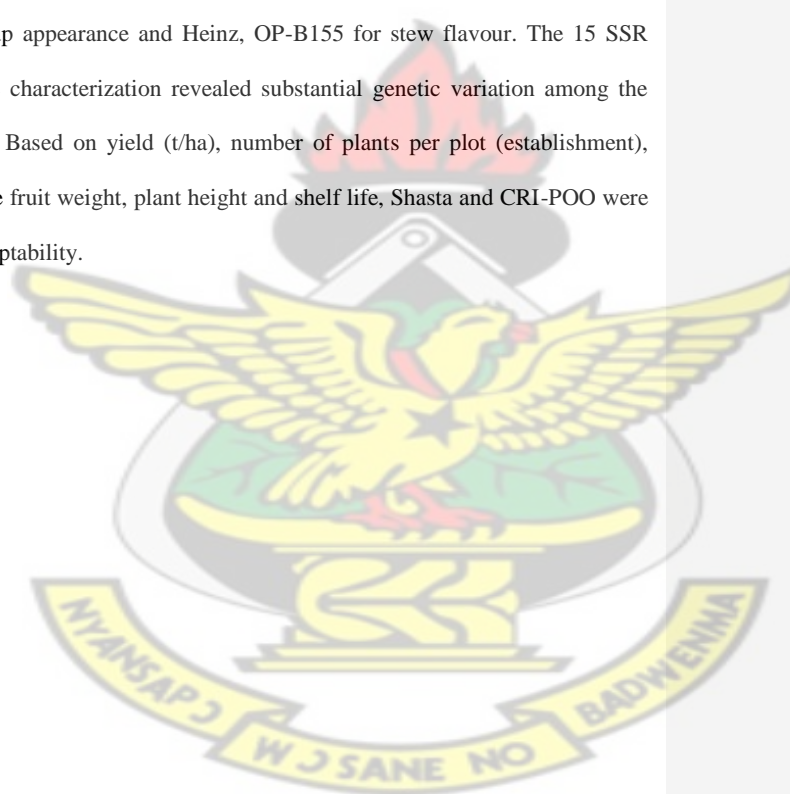 p appearance and Heinz, OP-B155 for stew flavour. The 15 SSR
characterization revealed substantial genetic variation among the
Based on yield (t/ha), number of plants per plot (establishment),
e fruit weight, plant height and shelf life, Shasta and CRI-POO were
ptability.
NYANSAPƆ
WƆSANE NO
BADWENMA